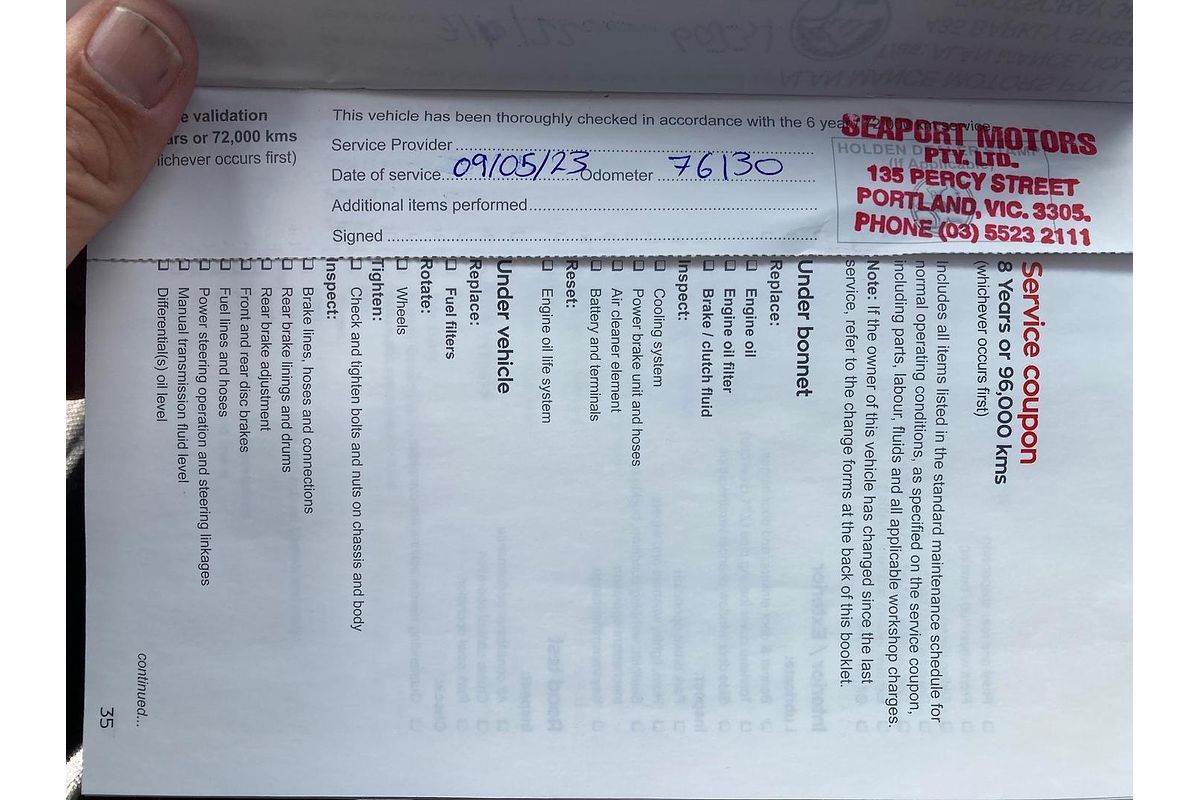 e validation
ars or 72,000 kms
hichever occurs first)
This vehicle has been thoroughly checked in accordance with the 6 year service
Service Provider
Date of service 09/05/23 Odometer 76130
Additional items performed
Signed
HOLDEN
(If Applicable)
SEAPORT MOTORS
PTY. LTD.
135 PERCY STREET
PORTLAND, VIC. 3305.
PHONE (03) 5523 2111
Service coupon
8 Years or 96,000 kms
(whichever occurs first)
Includes all items listed in the standard maintenance schedule for
normal operating conditions, as specified on the service coupon,
including parts, labour, fluids and all applicable workshop charges.
Note: If the owner of this vehicle has changed since the last
service, refer to the change forms at the back of this booklet.
Under bonnet
Replace:
Engine oil
Engine oil filter
Brake / clutch fluid
Inspect:
Cooling system
Power brake unit and hoses
Air cleaner element
Battery and terminals
Reset:
Engine oil life system
Under vehicle
Replace:
Fuel filters
Rotate:
Wheels
Tighten:
Check and tighten bolts and nuts on chassis and body
Inspect:
Brake lines, hoses and connections
Rear brake linings and drums
Rear brake adjustment
Front and rear disc brakes
Fuel lines and hoses
Power steering operation and steering linkages
Manual transmission fluid level
Differential(s) oil level
continued...
35